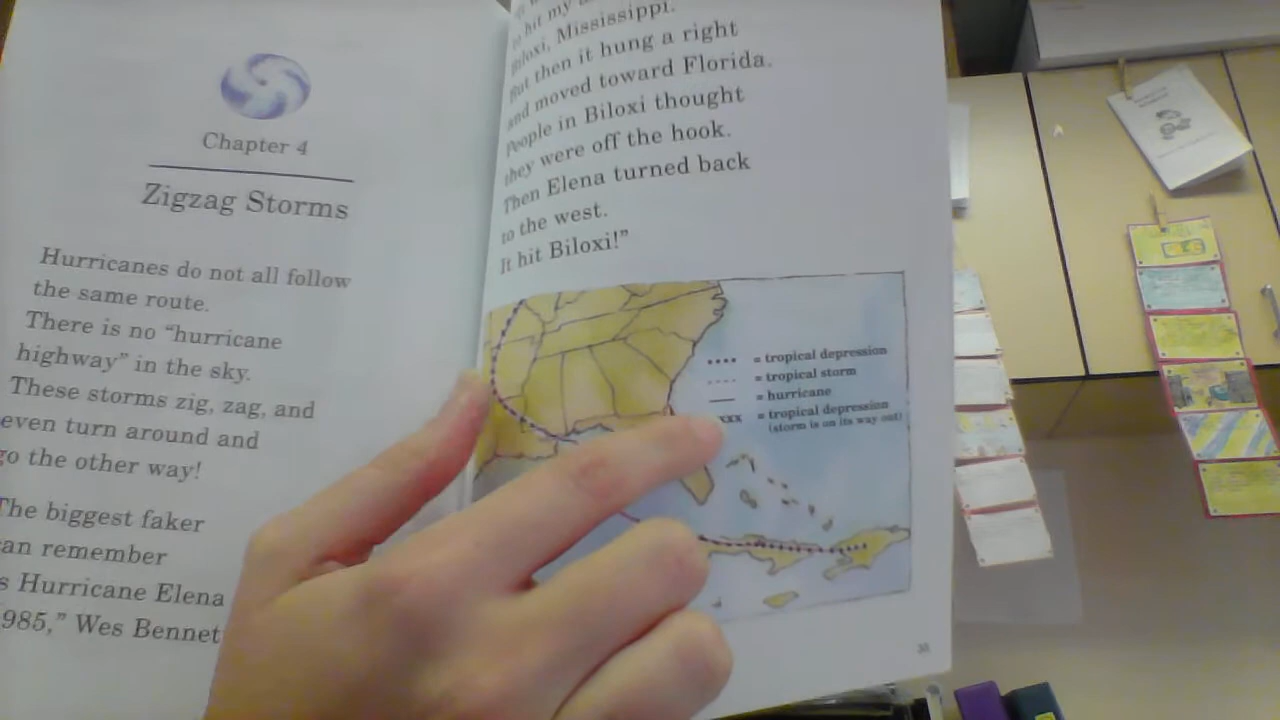 Chapter 4
Zigzag Storms
Hurricanes do not all follow
the same route.
There is no "hurricane
highway" in the sky.
These storms zig, zag, and
even turn around and
go the other way!
The biggest faker
can remember
s Hurricane Elena
985," Wes Bennet
hit my
Biloxi, Mississippi.
But then it hung a right
and moved toward Florida.
People in Biloxi thought
they were off the hook.
Then Elena turned back
to the west.
It hit Biloxi!"
= tropical depression
= tropical storm
= hurricane
xxx = tropical depression
(storm is on its way out)